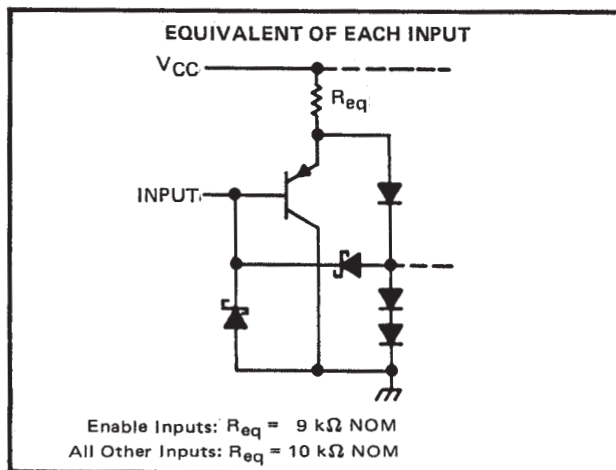 EQUIVALENT OF EACH INPUT
VCC
Req
INPUT
Enable Inputs: Req = 9 kΩ NOM
All Other Inputs: Req = 10 kΩ NOM